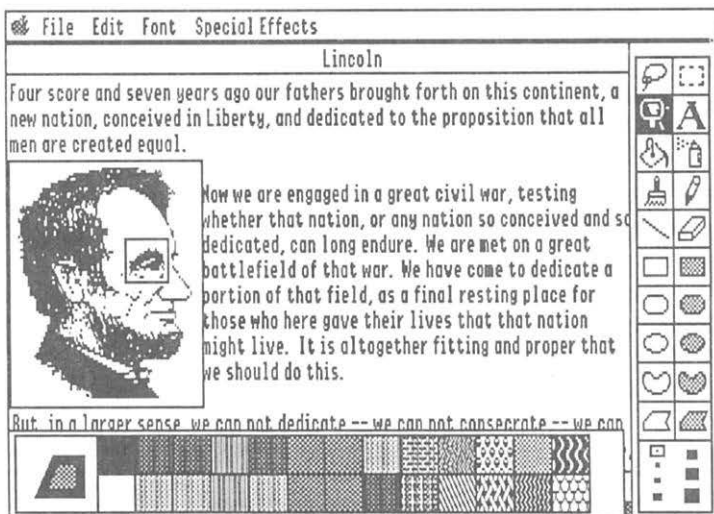 File Edit Font Special Effects
Lincoln
Four score and seven years ago our fathers brought forth on this continent, a
new nation, conceived in Liberty, and dedicated to the proposition that all
men are created equal.
Now we are engaged in a great civil war, testing
whether that nation, or any nation so conceived and so
dedicated, can long endure. We are met on a great
battlefield of that war. We have come to dedicate a
portion of that field, as a final resting place for
those who here gave their lives that that nation
might live. It is altogether fitting and proper that
we should do this.
But, in a larger sense, we can not dedicate -- we can not consecrate -- we can
A